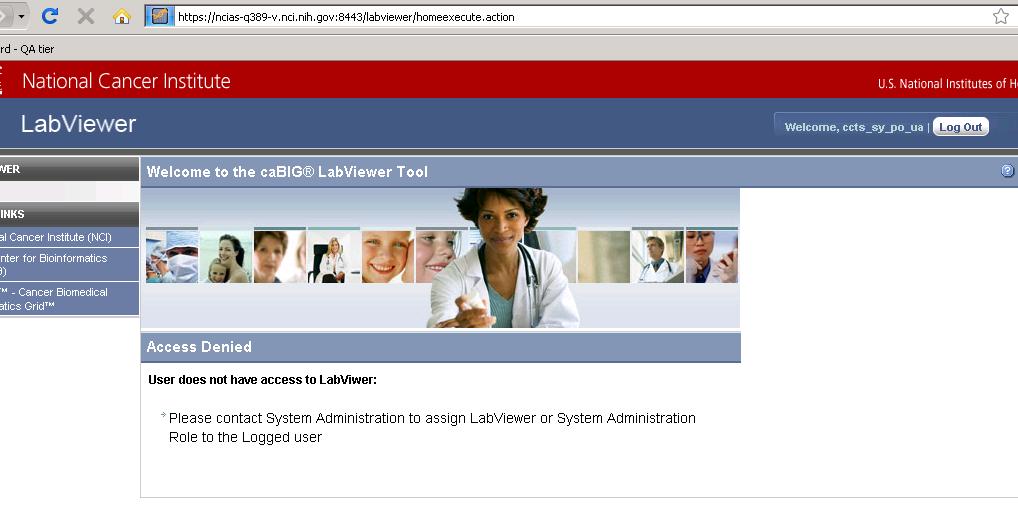 https://ncias-q389-v.nci.nih.gov:8443/labviewer/homeexecute.action
rd - QA tier
National Cancer Institute
U.S. National Institutes of H
LabViewer
Welcome, ccts_sy_po_ua | Log Out
WER
Welcome to the caBIG® LabViewer Tool
INKS
al Cancer Institute (NCI)
nter for Bioinformatics
)
™ - Cancer Biomedical
atics Grid™
Access Denied
User does not have access to LabViwer:
Please contact System Administration to assign LabViewer or System Administration
Role to the Logged user